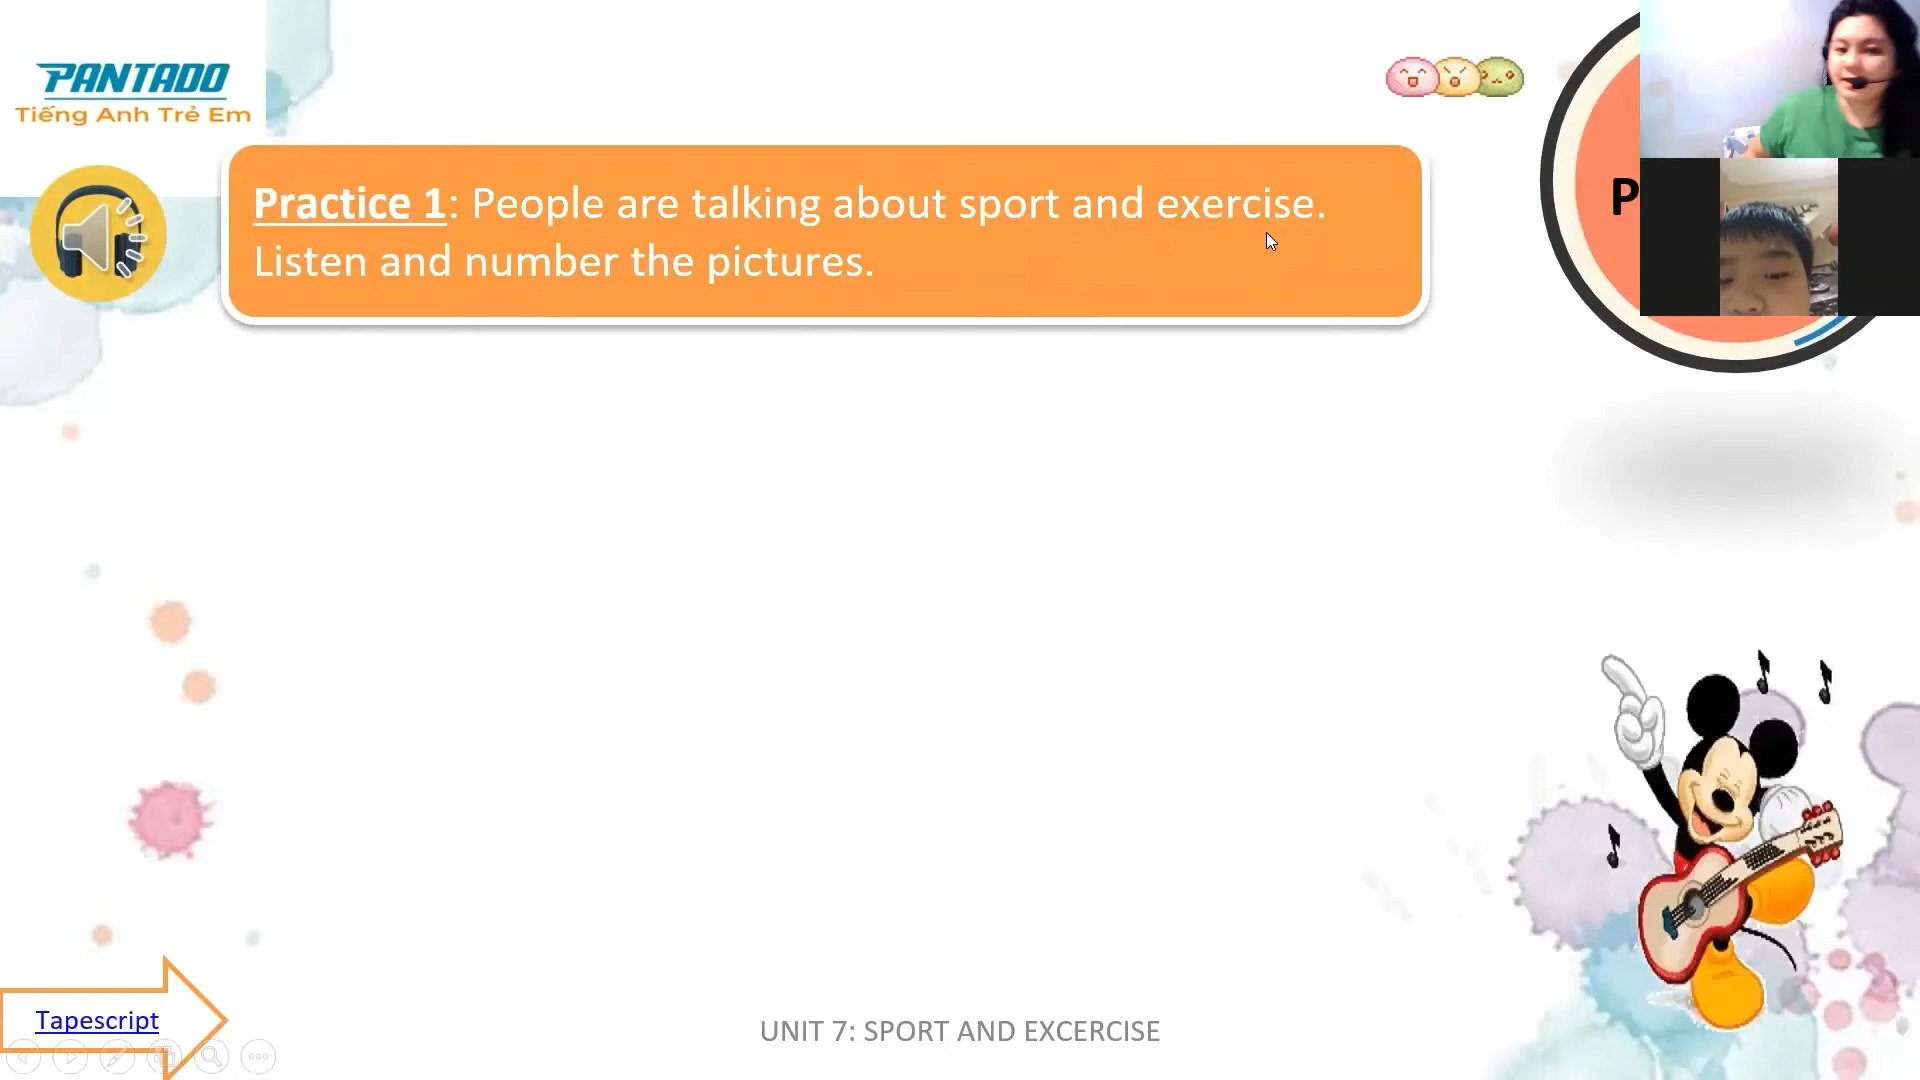 PANTADO
Tiếng Anh Trẻ Em
Practice 1: People are talking about sport and exercise.
Listen and number the pictures.
P
Tapescript
UNIT 7: SPORT AND EXCERCISE